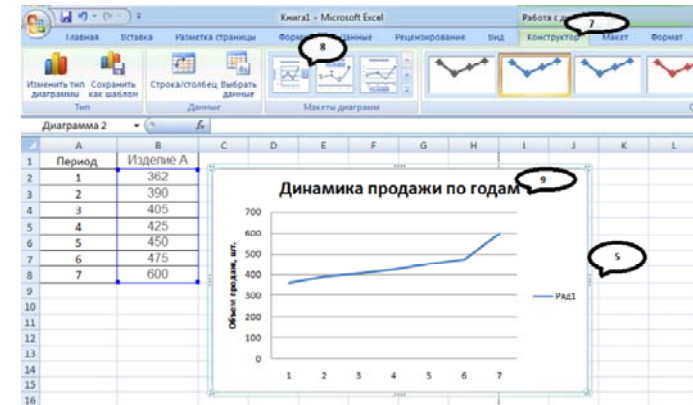 Книга1 - Microsoft Excel
Работа с д
7
Главная Вставка Разметка страницы Форм нные Рецензирование Вид Конструктор Макет Формат
8
Изменить тип диаграммы Сохранить как шаблон Строка/столбец Выбрать данные
Тип Данные Макеты диаграмм
Диаграмма 2 fx
A B C D E F G H I J K L
1 Период Изделие А
2 1 362
3 2 390
4 3 405
5 4 425
6 5 450
7 6 475
8 7 600
9
10
11
12
13
14
15
16
Динамика продажи по годам
9
5
Объем продаж, шт.
700
600
500
400
300
200
100
0
1 2 3 4 5 6 7
Ряд1